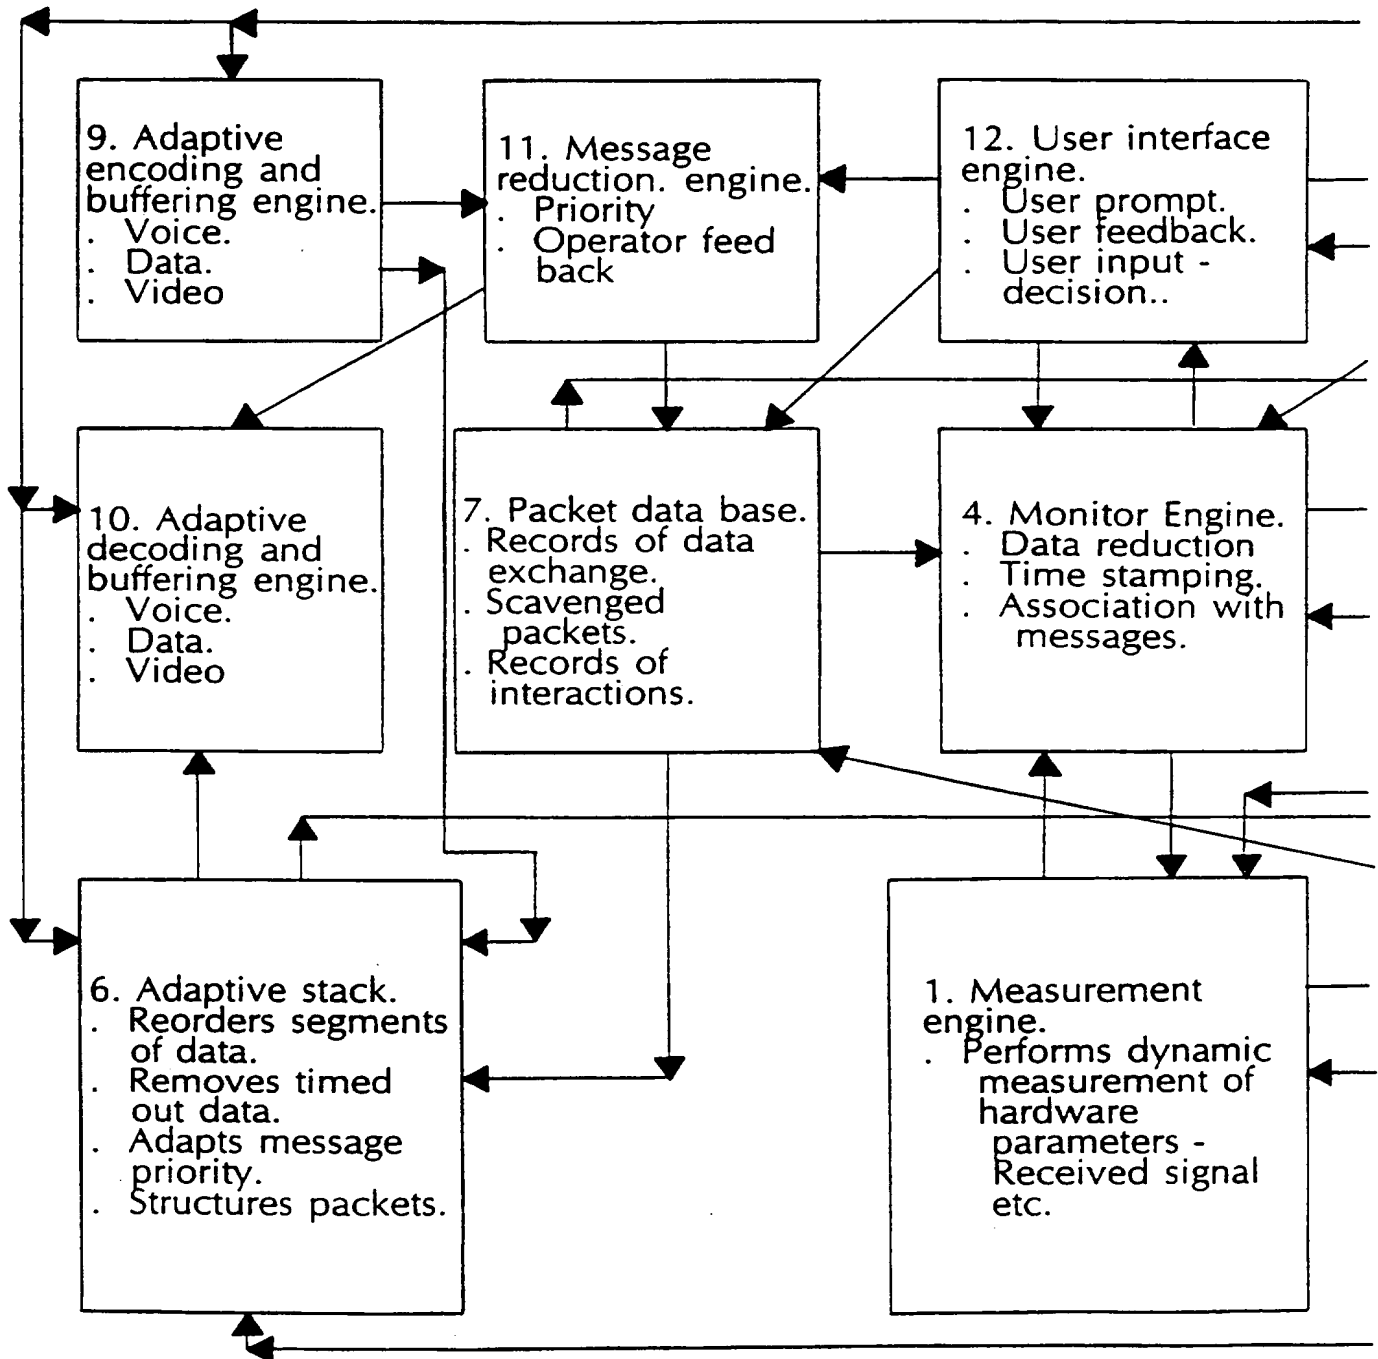 9. Adaptive
encoding and
buffering engine.
. Voice.
. Data.
. Video
11. Message
reduction. engine.
. Priority
. Operator feed
back
12. User interface
engine.
. User prompt.
. User feedback.
. User input -
decision..
10. Adaptive
decoding and
buffering engine.
. Voice.
. Data.
. Video
7. Packet data base.
. Records of data
exchange.
. Scavenged
packets.
. Records of
interactions.
4. Monitor Engine.
. Data reduction
. Time stamping.
. Association with
messages.
6. Adaptive stack.
. Reorders segments
of data.
. Removes timed
out data.
. Adapts message
priority.
. Structures packets.
1. Measurement
engine.
. Performs dynamic
measurement of
hardware
parameters -
Received signal
etc.